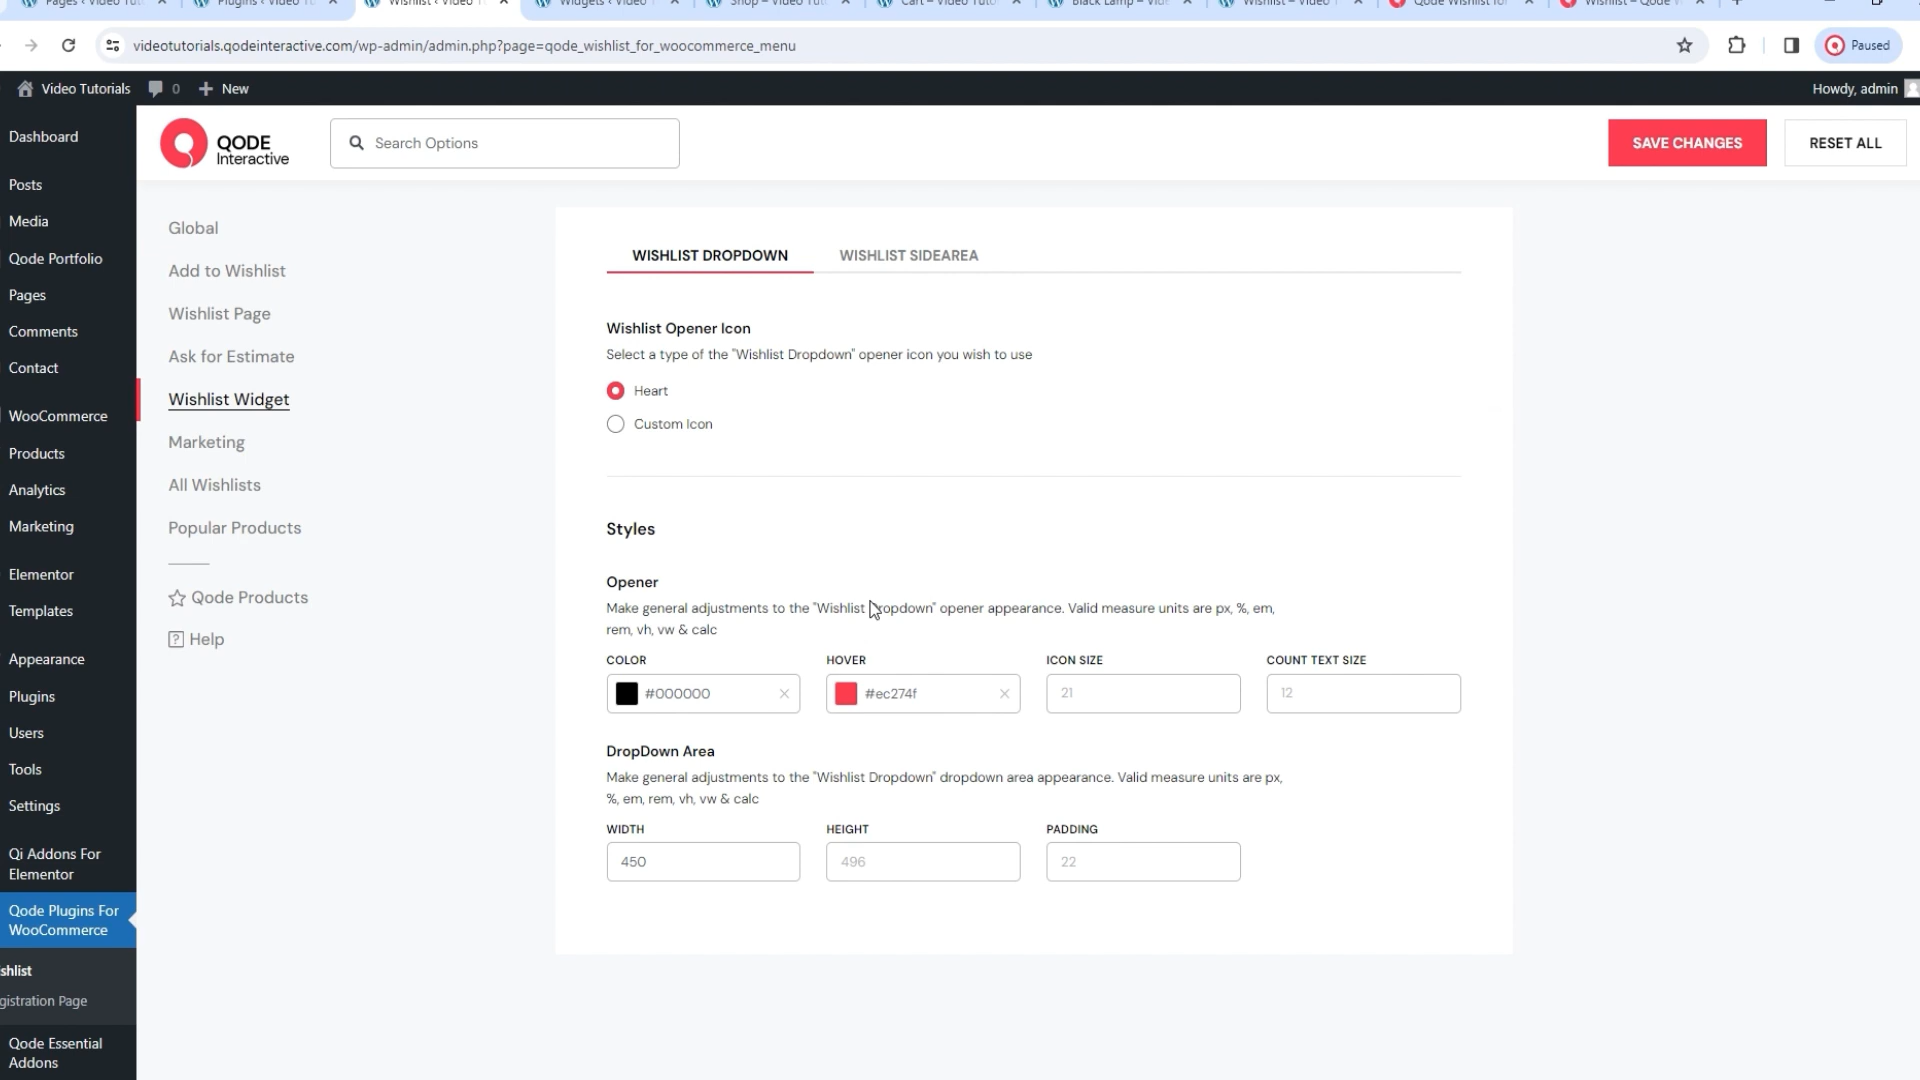 Pages ‹ Video Tut
Plugins ‹ Video Tu
Wishlist ‹ Video T
Widgets ‹ Video
Shop – Video Tut
Cart – Video Tuto
Black Lamp – Vide
Wishlist – Video T
Qode Wishlist for
Wishlist – Qode
videotutorials.qodeinteractive.com/wp-admin/admin.php?page=qode_wishlist_for_woocommerce_menu
Paused
Video Tutorials
0
New
Howdy, admin
Dashboard
Posts
Media
Qode Portfolio
Pages
Comments
Contact
WooCommerce
Products
Analytics
Marketing
Elementor
Templates
Appearance
Plugins
Users
Tools
Settings
Qi Addons For
Elementor
Qode Plugins For
WooCommerce
shlist
gistration Page
Qode Essential
Addons
QODE
Interactive
Search Options
SAVE CHANGES
RESET ALL
Global
Add to Wishlist
Wishlist Page
Ask for Estimate
Wishlist Widget
Marketing
All Wishlists
Popular Products
Qode Products
Help
WISHLIST DROPDOWN
WISHLIST SIDEAREA
Wishlist Opener Icon
Select a type of the "Wishlist Dropdown" opener icon you wish to use
Heart
Custom Icon
Styles
Opener
Make general adjustments to the "Wishlist Dropdown" opener appearance. Valid measure units are px, %, em,
rem, vh, vw & calc
COLOR
HOVER
ICON SIZE
COUNT TEXT SIZE
#000000
#ec274f
21
12
DropDown Area
Make general adjustments to the "Wishlist Dropdown" dropdown area appearance. Valid measure units are px,
%, em, rem, vh, vw & calc
WIDTH
HEIGHT
PADDING
450
496
22